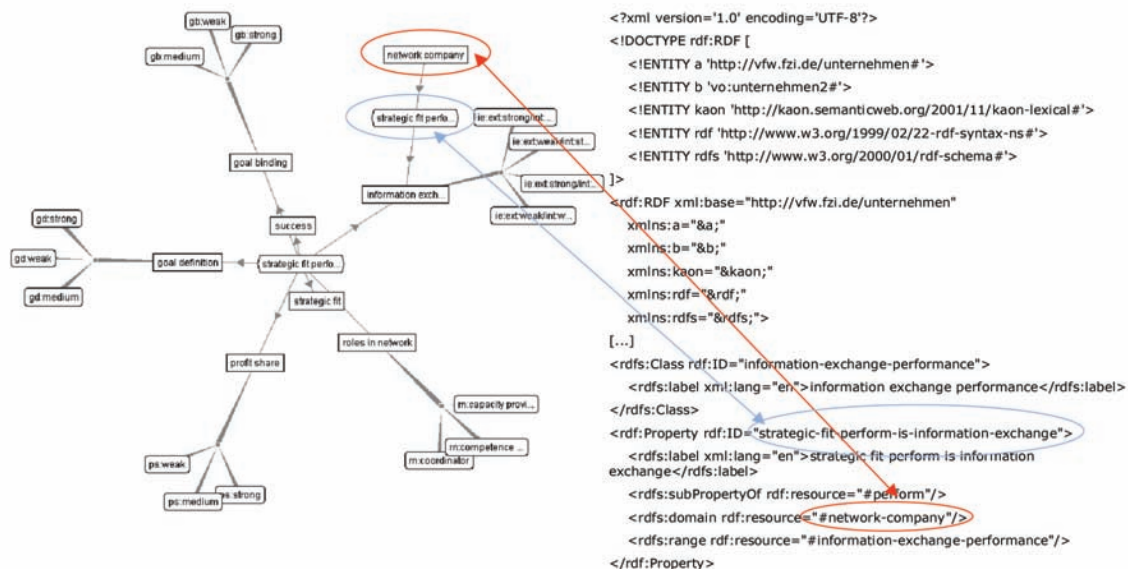 gb:weak
gb:strong
gb:medium
network company
(strategic fit perfo...
ie:ext:strong/int...
ie:ext:weak/int:st...
ie:ext:strong/int...
ie:ext:weak/int:w...
information exch...
goal binding
success
gd:strong
gd:weak
gd:medium
goal definition
(strategic fit perfo...
strategic fit
roles in network
profit share
rn:capacity provi...
rn:competence ...
rn:coordinator
ps:weak
ps:medium
ps:strong
<?xml version='1.0' encoding='UTF-8'?>
<!DOCTYPE rdf:RDF [
<!ENTITY a 'http://vfw.fzi.de/unternehmen#'>
<!ENTITY b 'vo:unternehmen2#'>
<!ENTITY kaon 'http://kaon.semanticweb.org/2001/11/kaon-lexical#'>
<!ENTITY rdf 'http://www.w3.org/1999/02/22-rdf-syntax-ns#'>
<!ENTITY rdfs 'http://www.w3.org/2000/01/rdf-schema#'>
]>
<rdf:RDF xml:base="http://vfw.fzi.de/unternehmen"
xmlns:a="&a;"
xmlns:b="&b;"
xmlns:kaon="&kaon;"
xmlns:rdf="&rdf;"
xmlns:rdfs="&rdfs;">
[...]
<rdfs:Class rdf:ID="information-exchange-performance">
<rdfs:label xml:lang="en">information exchange performance</rdfs:label>
</rdfs:Class>
<rdf:Property rdf:ID="strategic-fit-perform-is-information-exchange">
<rdfs:label xml:lang="en">strategic fit perform is information
exchange</rdfs:label>
<rdfs:subPropertyOf rdf:resource="#perform"/>
<rdfs:domain rdf:resource="#network-company"/>
<rdfs:range rdf:resource="#information-exchange-performance"/>
</rdf:Property>